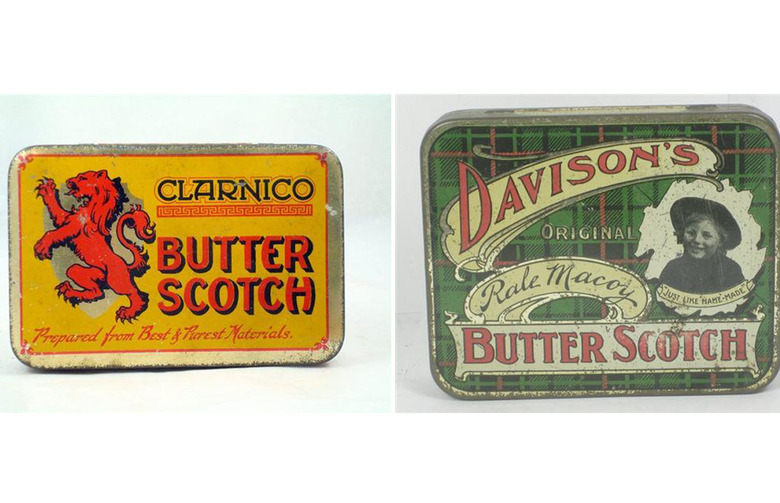 CLARNICO
BUTTER
SCOTCH
Prepared from Best & Purest Materials.
DAVISON'S
ORIGINAL
Rale Macoy
JUST LIKE "HAME-MADE"
BUTTER SCOTCH